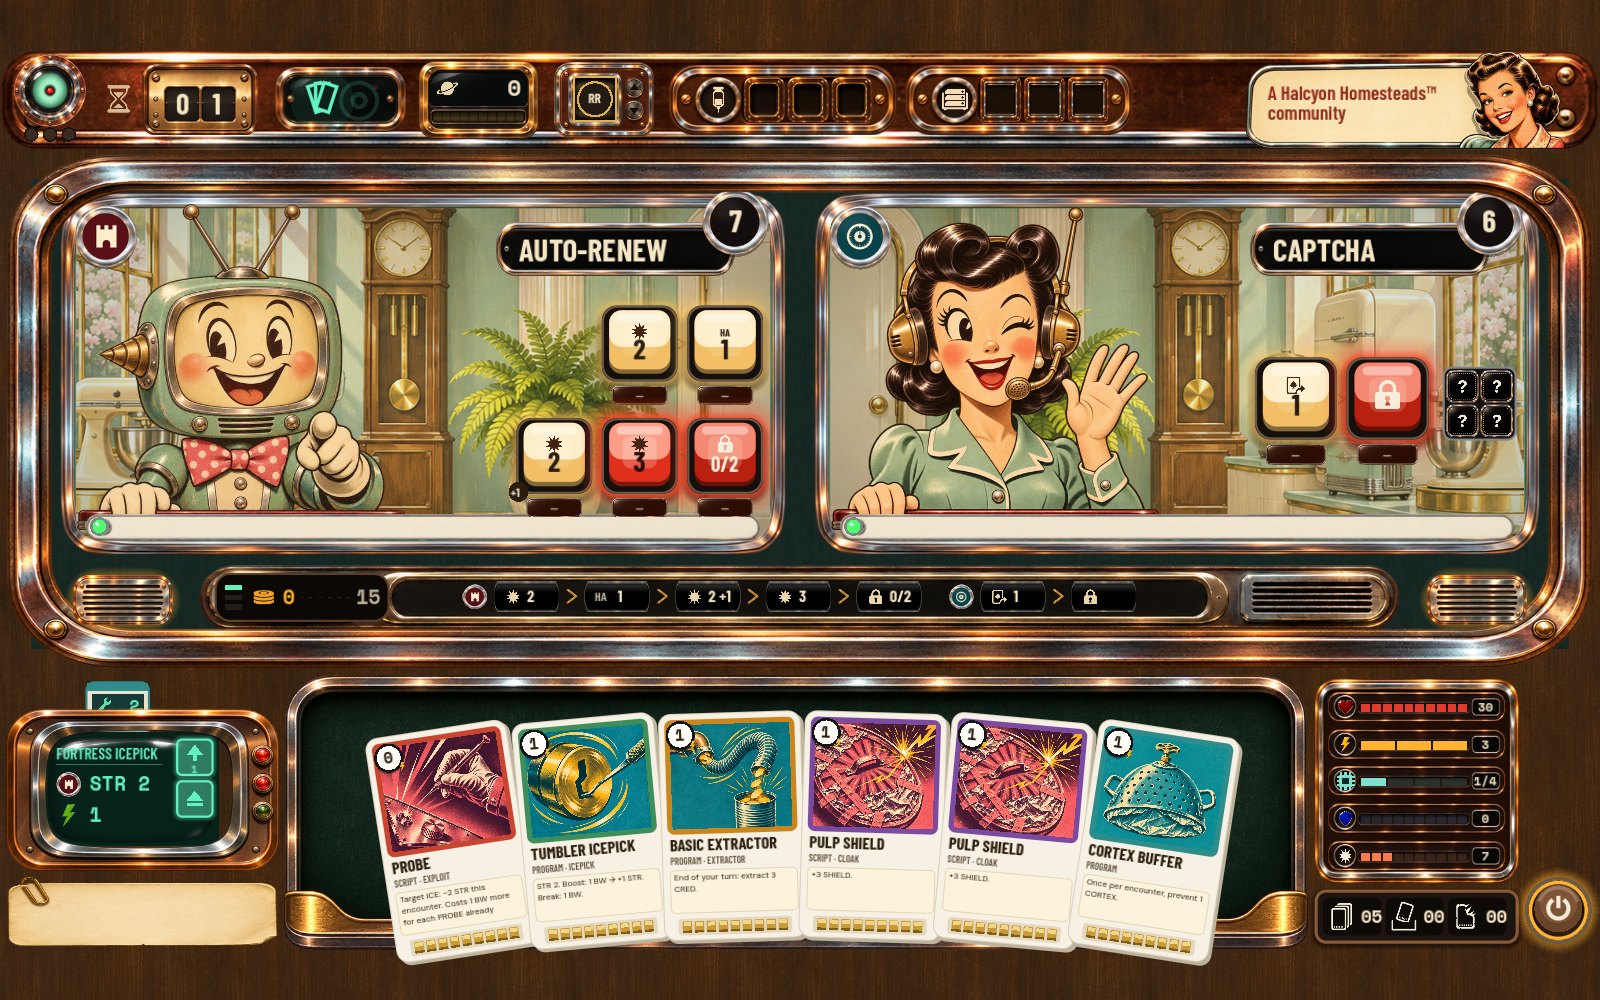 0 1
0
RR
A Halcyon Homesteads™
community
AUTO-RENEW
7
2
HA
1
2
+1
3
0/2
CAPTCHA
6
1
? ?
? ?
0 15
2 > HA 1 > 2 +1 > 3 > 0/2
1 >
2
FORTRESS ICEPICK
STR 2
1
1
0
PROBE
SCRIPT · EXPLOIT
Target ICE: −2 STR this
encounter. Costs 1 BW more
for each PROBE already
1
TUMBLER ICEPICK
PROGRAM · ICEPICK
STR 2. Boost: 1 BW → +1 STR.
Break: 1 BW.
1
BASIC EXTRACTOR
PROGRAM · EXTRACTOR
End of your turn: extract 3
CRED.
1
PULP SHIELD
SCRIPT · CLOAK
+3 SHIELD.
1
PULP SHIELD
SCRIPT · CLOAK
+3 SHIELD.
1
CORTEX BUFFER
PROGRAM
Once per encounter, prevent 1
CORTEX.
30
3
1/4
0
7
05 00 00